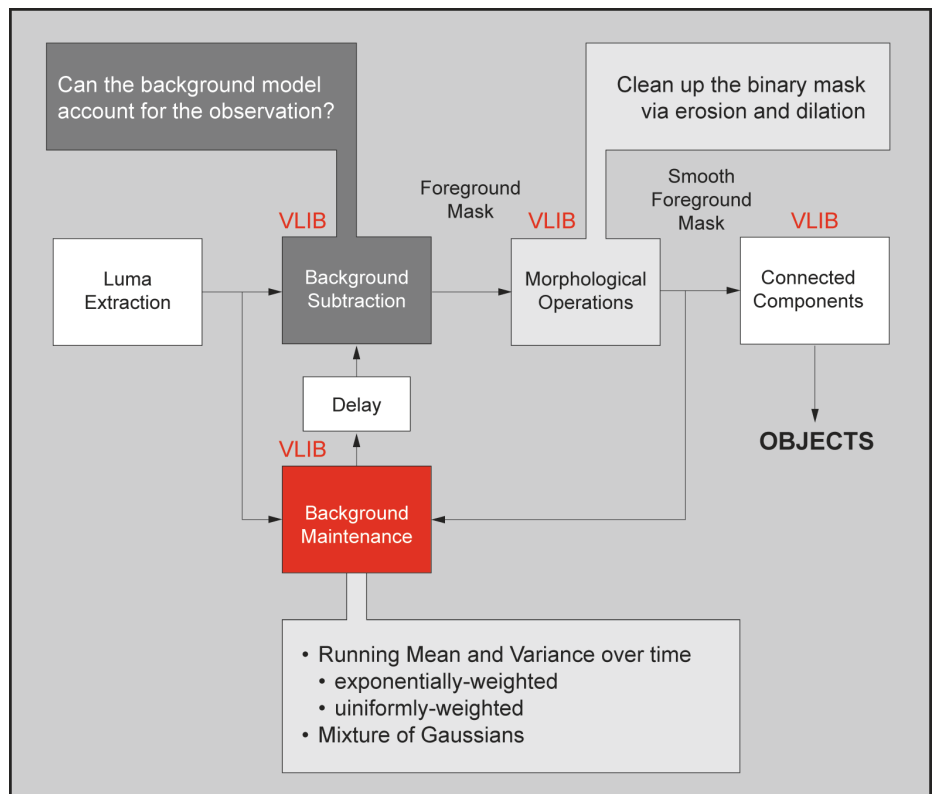 Can the background model
account for the observation?
Clean up the binary mask
via erosion and dilation
Foreground
Mask
Smooth
Foreground
Mask
VLIB
VLIB
VLIB
Luma
Extraction
Background
Subtraction
Morphological
Operations
Connected
Components
Delay
OBJECTS
VLIB
Background
Maintenance
• Running Mean and Variance over time
• exponentially-weighted
• uiniformly-weighted
• Mixture of Gaussians